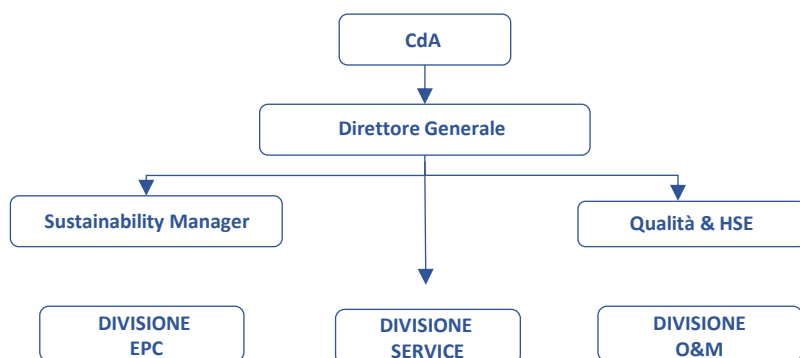 CdA
Direttore Generale
Sustainability Manager
Qualità & HSE
DIVISIONE
EPC
DIVISIONE
SERVICE
DIVISIONE
O&M